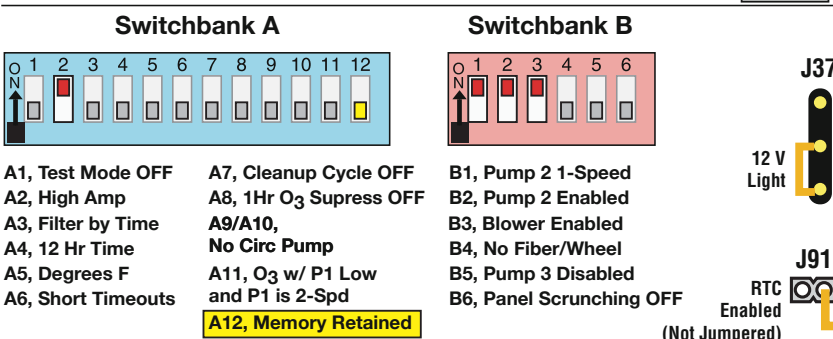 Switchbank A
ON 1 2 3 4 5 6 7 8 9 10 11 12
A1, Test Mode OFF
A2, High Amp
A3, Filter by Time
A4, 12 Hr Time
A5, Degrees F
A6, Short Timeouts
A7, Cleanup Cycle OFF
A8, 1Hr O3 Supress OFF
A9/A10,
No Circ Pump
A11, O3 w/ P1 Low
and P1 is 2-Spd
A12, Memory Retained
Switchbank B
ON 1 2 3 4 5 6
B1, Pump 2 1-Speed
B2, Pump 2 Enabled
B3, Blower Enabled
B4, No Fiber/Wheel
B5, Pump 3 Disabled
B6, Panel Scrunching OFF
J37
12 V
Light
J91
RTC
Enabled
(Not Jumpered)